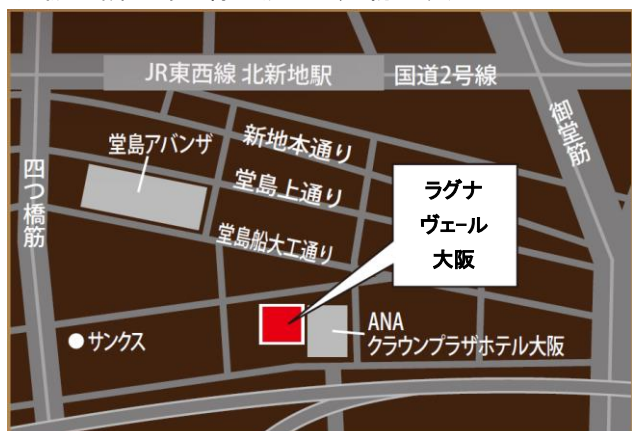 JR東西線 北新地駅
国道2号線
御堂筋
四つ橋筋
堂島アバンザ
新地本通り
堂島上通り
堂島船大工通り
ラグナ
ヴェール
大阪
サンクス
ANA
クラウンプラザホテル大阪